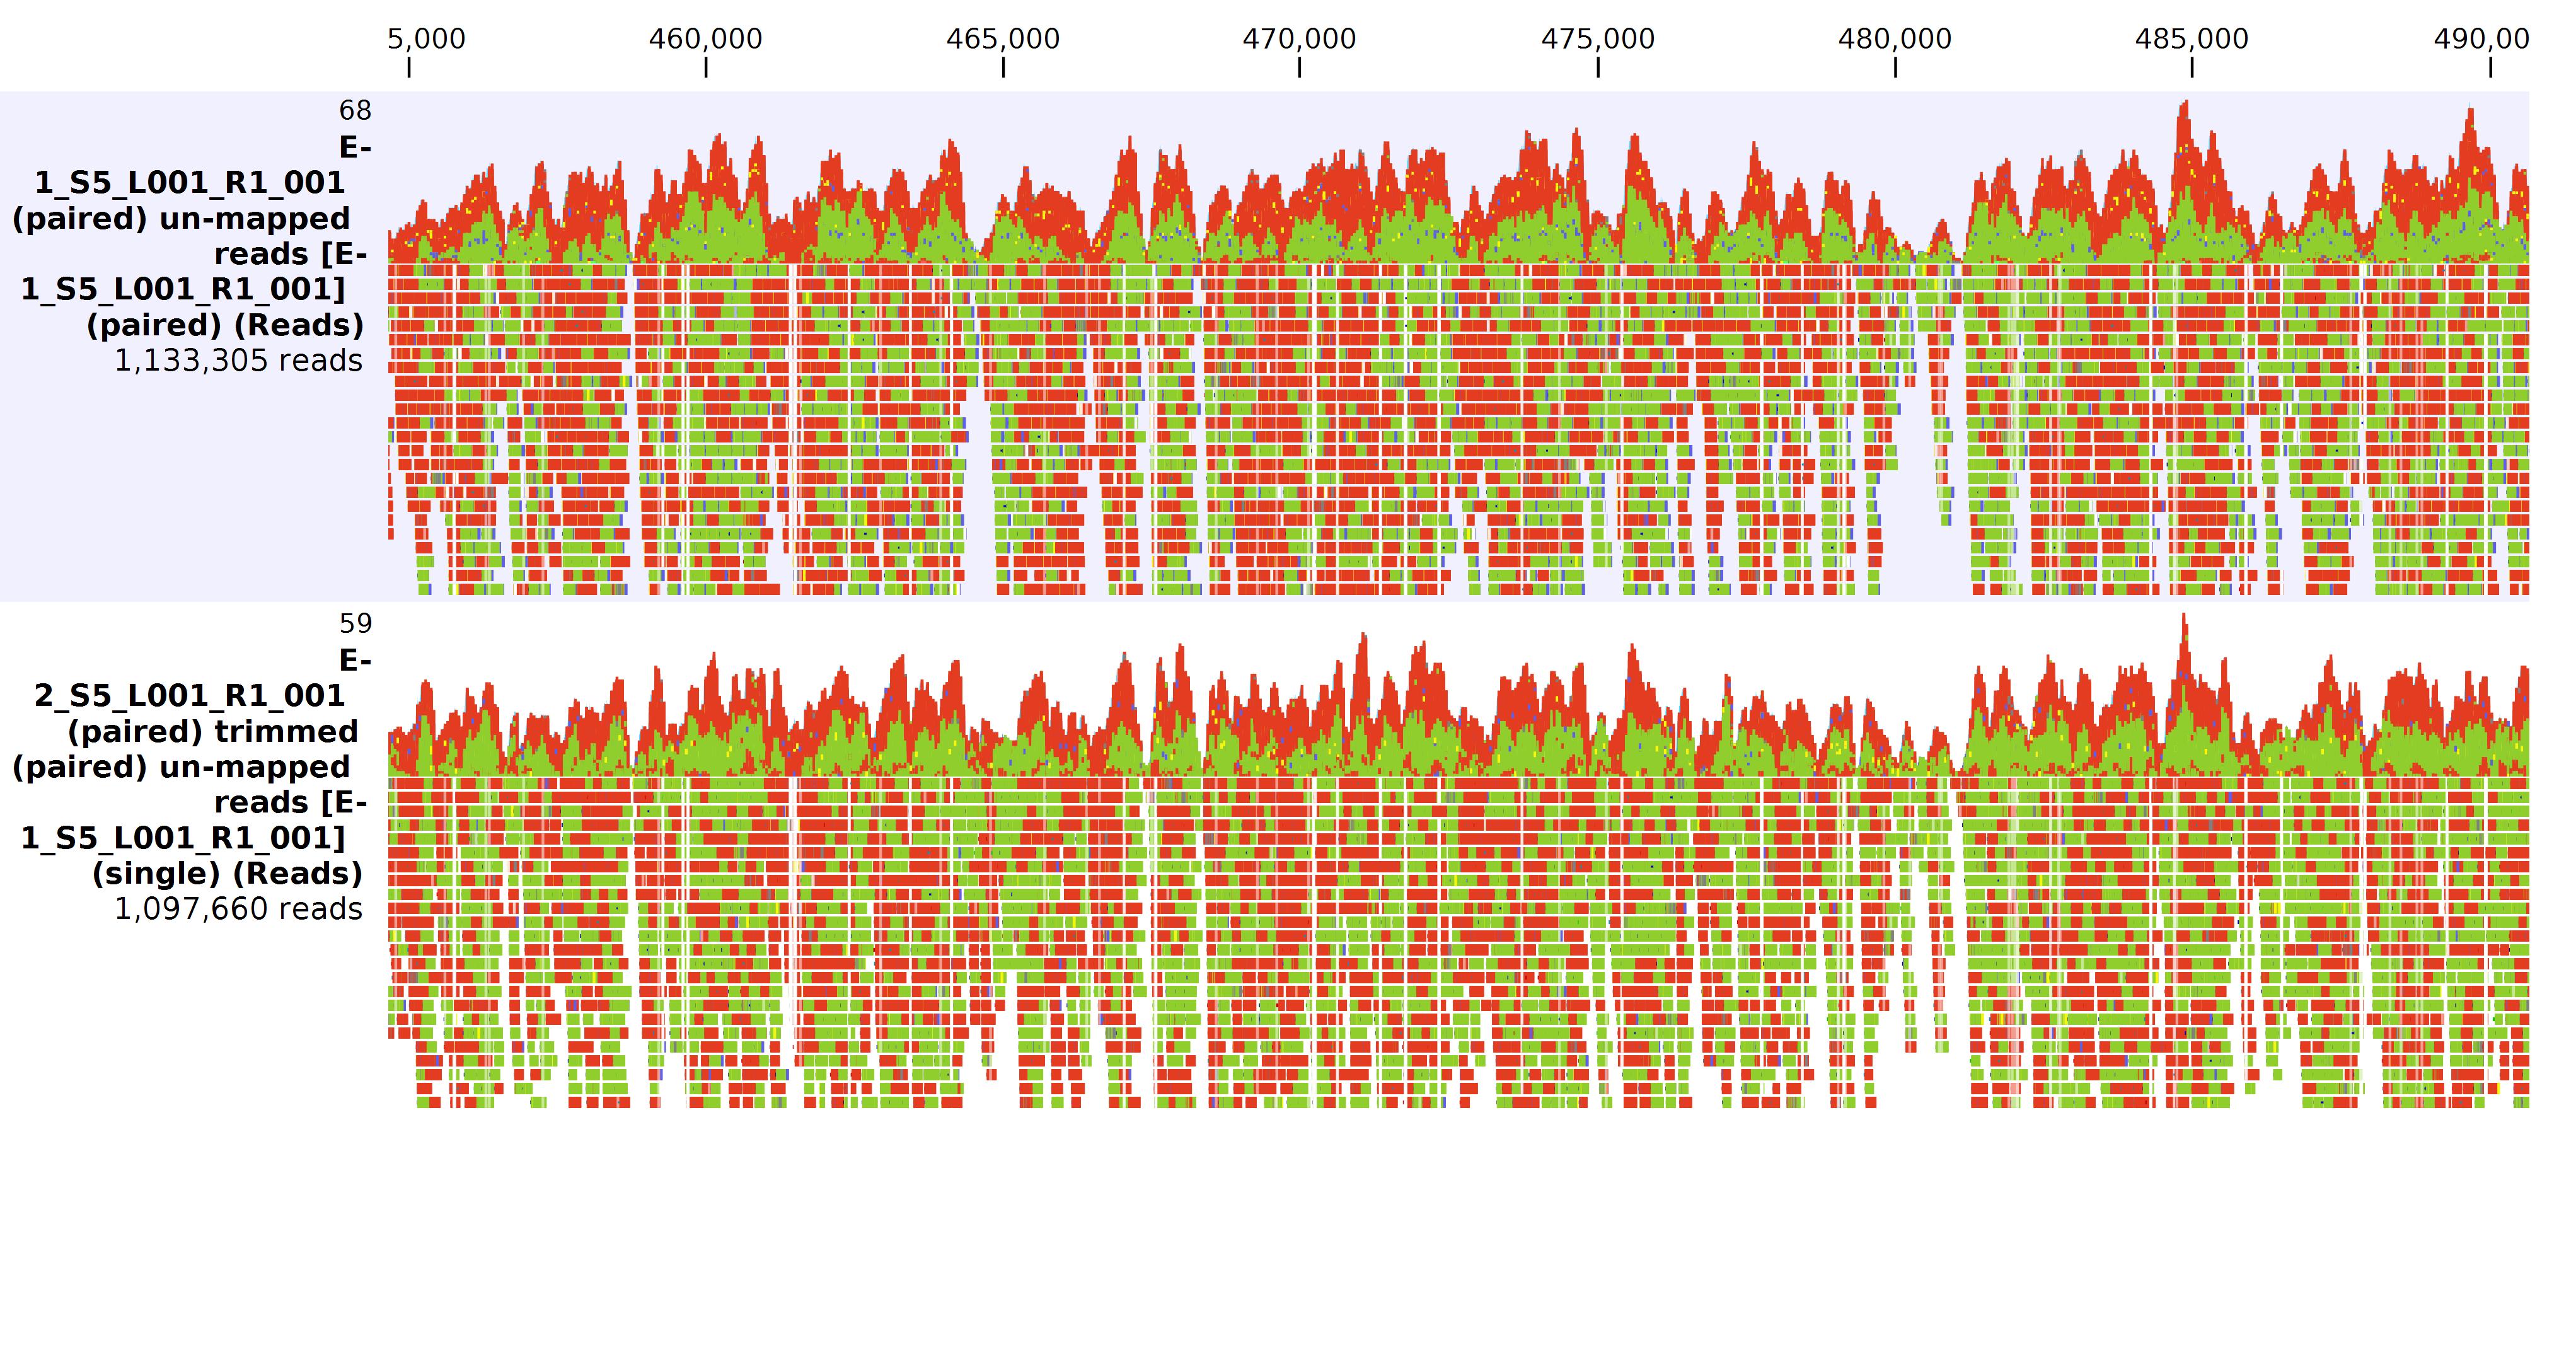 5,000 460,000 465,000 470,000 475,000 480,000 485,000 490,00
68
E-
1_S5_L001_R1_001
(paired) un-mapped
reads [E-
1_S5_L001_R1_001]
(paired) (Reads)
1,133,305 reads
59
E-
2_S5_L001_R1_001
(paired) trimmed
(paired) un-mapped
reads [E-
1_S5_L001_R1_001]
(single) (Reads)
1,097,660 reads